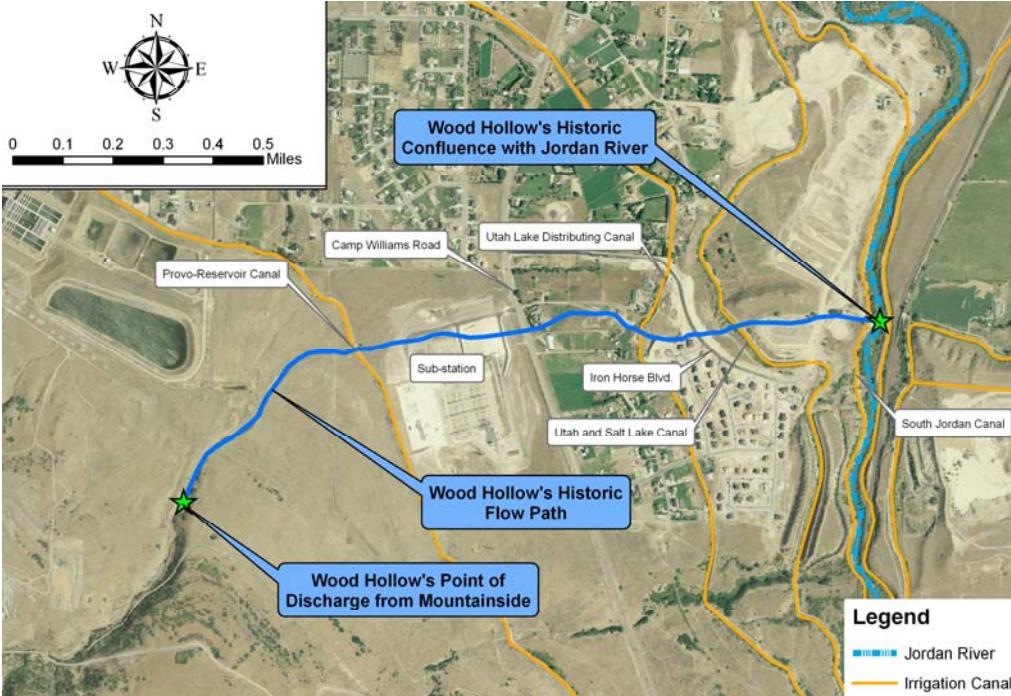 N
W E
S
0 0.1 0.2 0.3 0.4 0.5
Miles
Wood Hollow's Historic
Confluence with Jordan River
Camp Williams Road
Utah Lake Distributing Canal
Provo-Reservoir Canal
Sub-station
Iron Horse Blvd.
Utah and Salt Lake Canal
South Jordan Canal
Wood Hollow's Historic
Flow Path
Wood Hollow's Point of
Discharge from Mountainside
Legend
Jordan River
Irrigation Canal